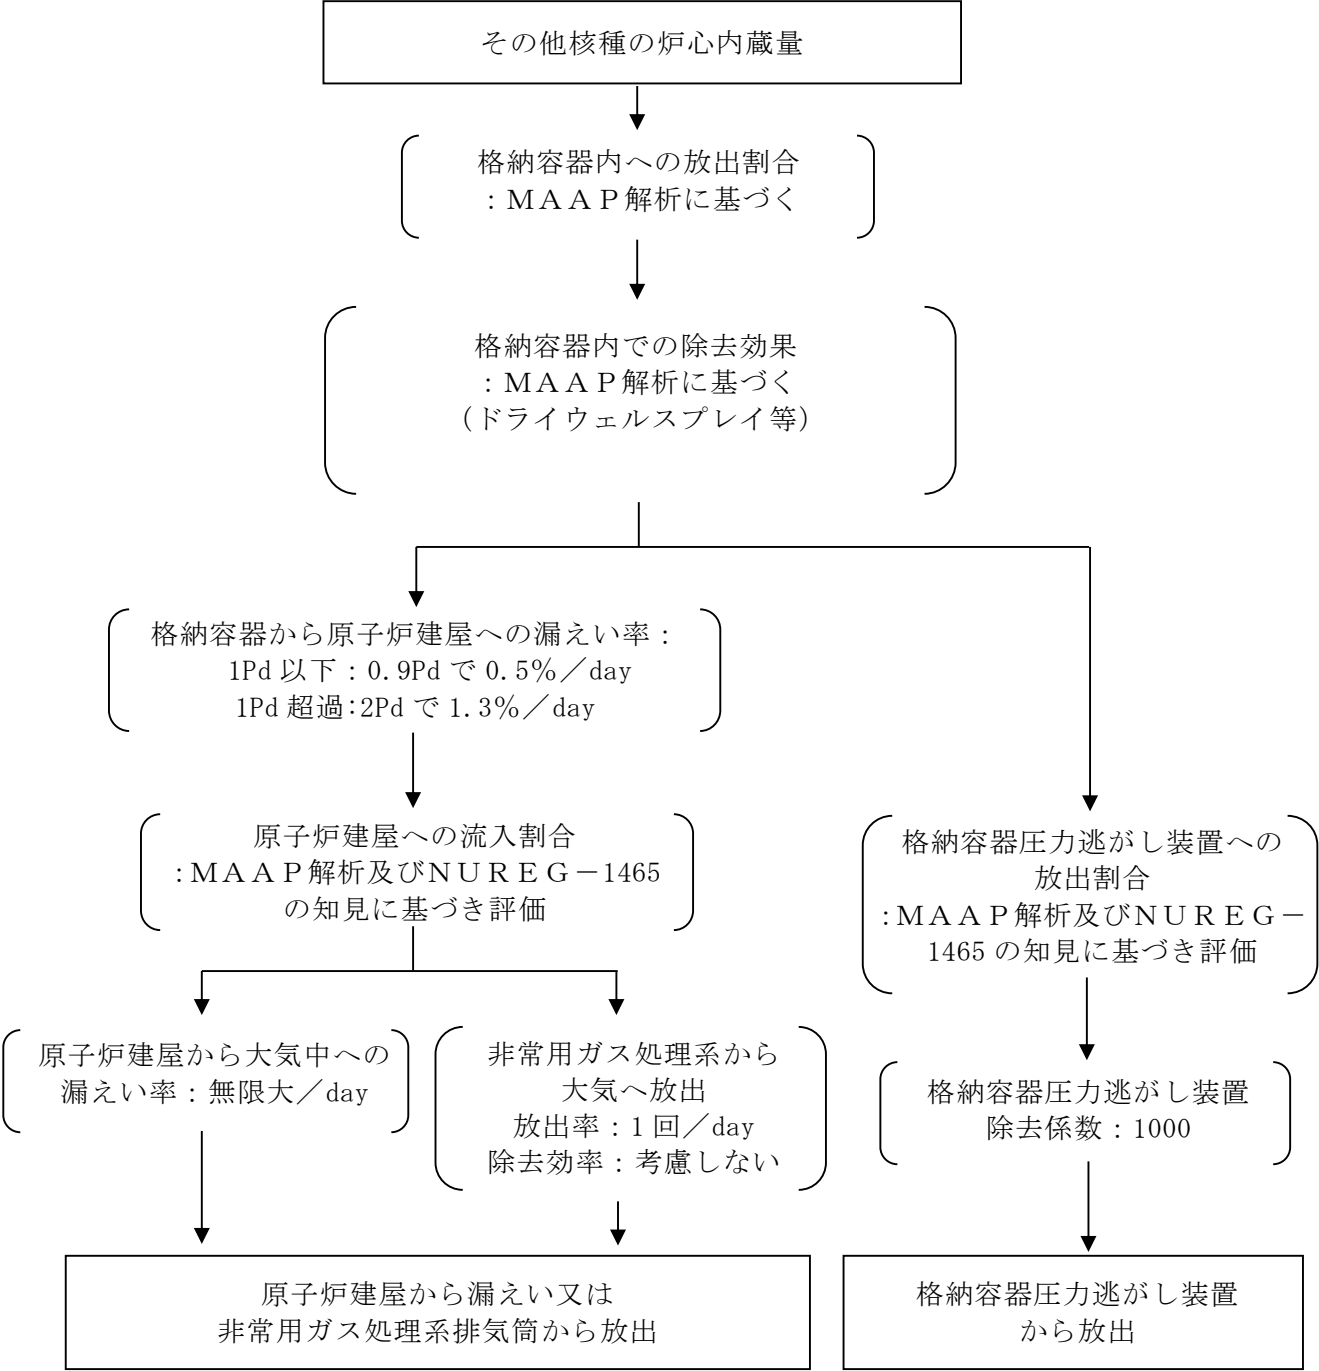 その他核種の炉心内蔵量
格納容器内への放出割合
:ＭＡＡＰ解析に基づく
格納容器内での除去効果
:ＭＡＡＰ解析に基づく
(ドライウェルスプレイ等)
格納容器から原子炉建屋への漏えい率:
1Pd 以下:0.9Pd で 0.5％／day
1Pd 超過:2Pd で 1.3％／day
原子炉建屋への流入割合
:ＭＡＡＰ解析及びＮＵＲＥＧ－1465
の知見に基づき評価
原子炉建屋から大気中への
漏えい率:無限大／day
非常用ガス処理系から
大気へ放出
放出率:1 回／day
除去効率:考慮しない
原子炉建屋から漏えい又は
非常用ガス処理系排気筒から放出
格納容器圧力逃がし装置への
放出割合
:ＭＡＡＰ解析及びＮＵＲＥＧ－
1465 の知見に基づき評価
格納容器圧力逃がし装置
除去係数:1000
格納容器圧力逃がし装置
から放出